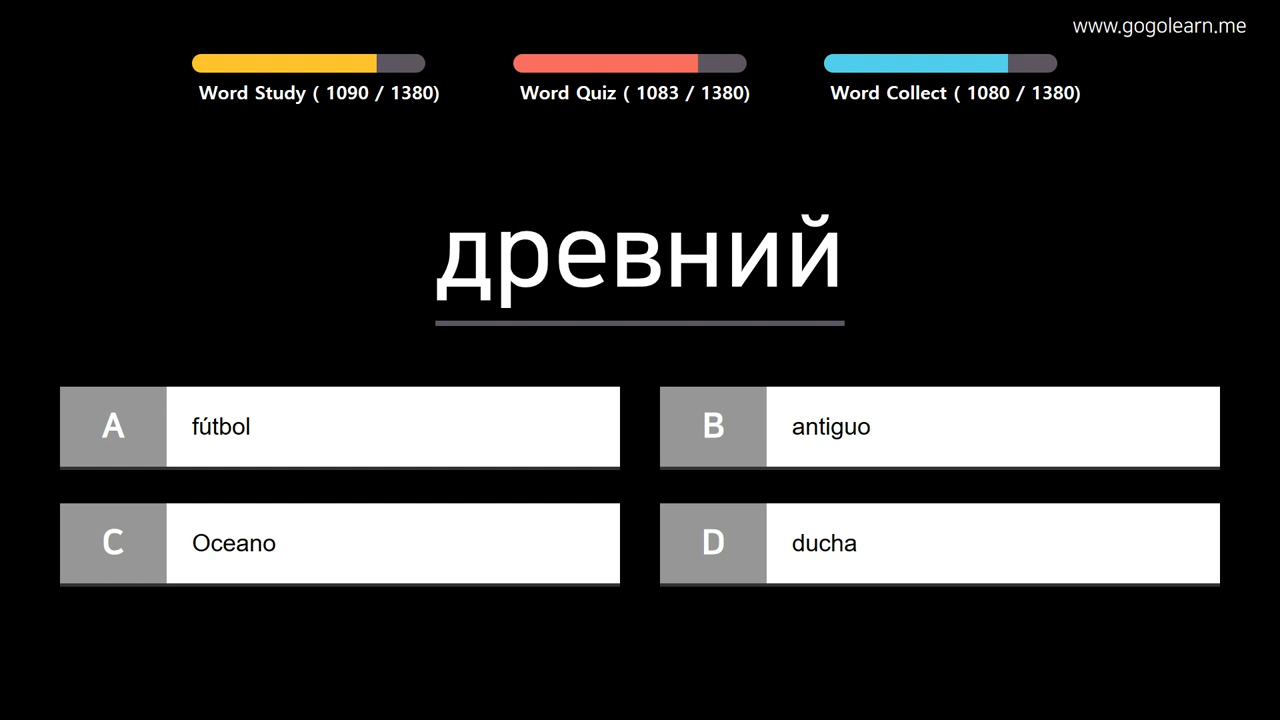 www.gogolearn.me
Word Study ( 1090 / 1380)
Word Quiz ( 1083 / 1380)
Word Collect ( 1080 / 1380)
древний
A fútbol
B antiguo
C Oceano
D ducha